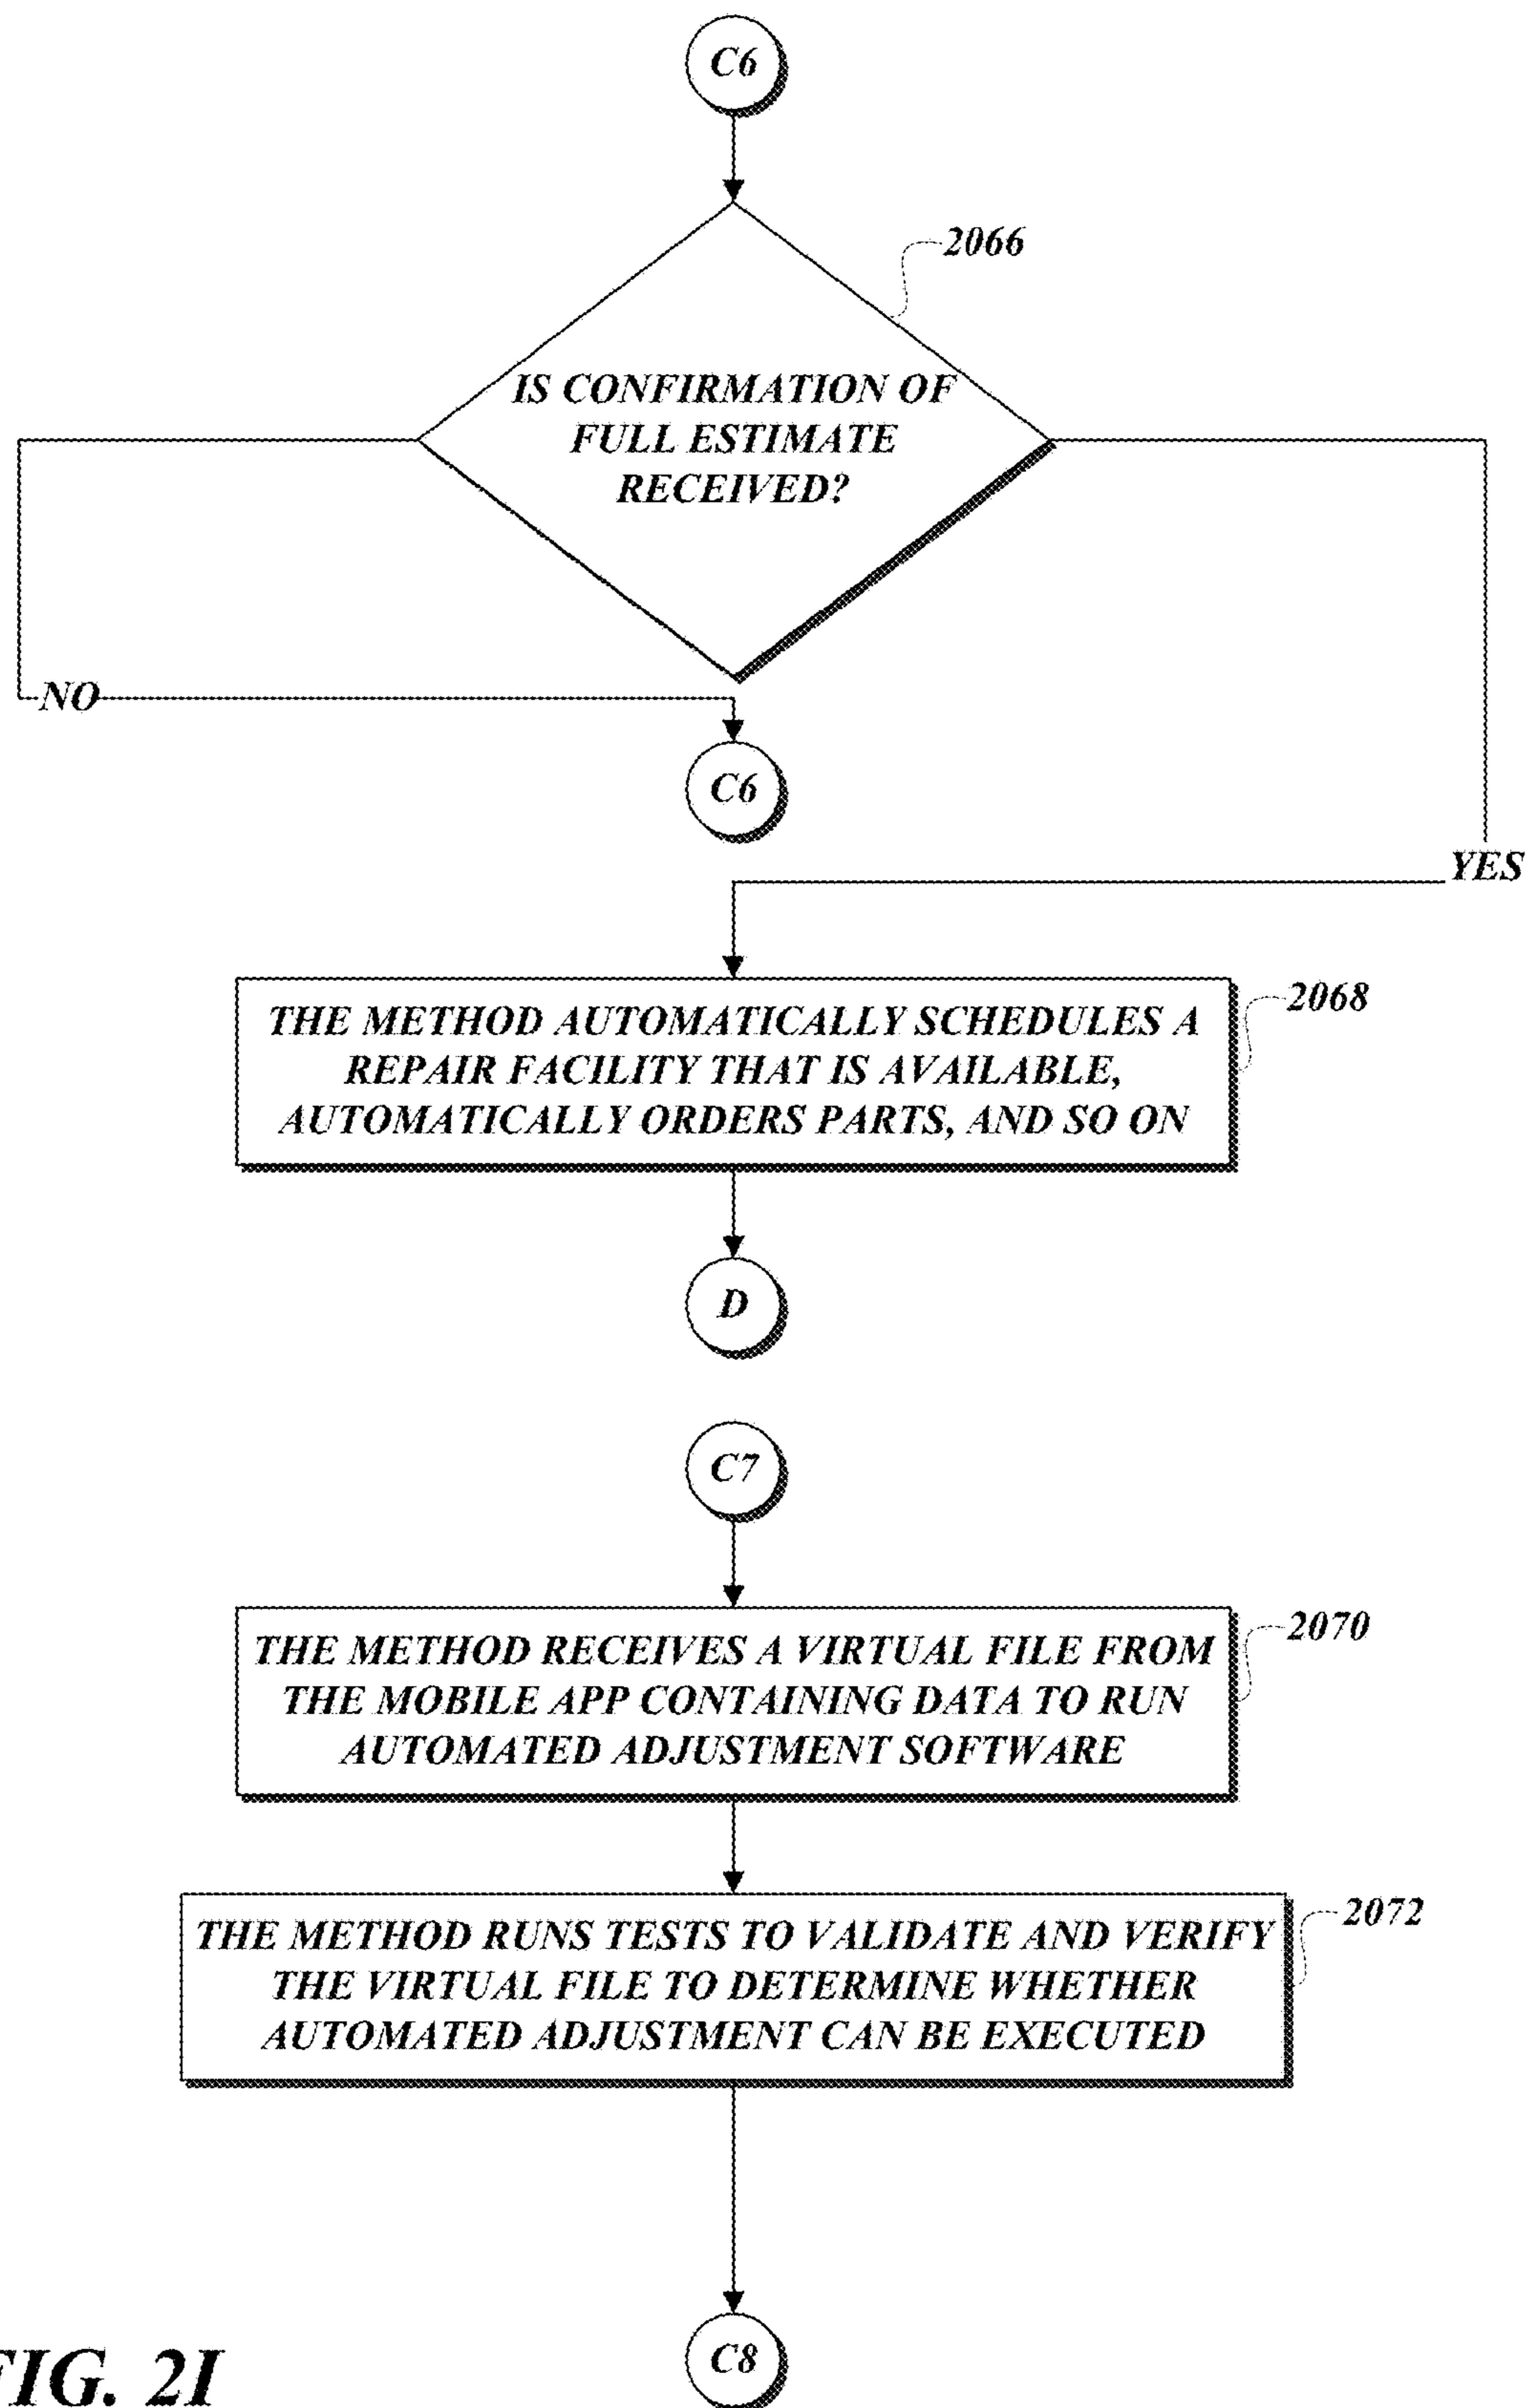 C6
2066
IS CONFIRMATION OF
FULL ESTIMATE
RECEIVED?
NO
C6
YES
2068
THE METHOD AUTOMATICALLY SCHEDULES A
REPAIR FACILITY THAT IS AVAILABLE,
AUTOMATICALLY ORDERS PARTS, AND SO ON
D
C7
2070
THE METHOD RECEIVES A VIRTUAL FILE FROM
THE MOBILE APP CONTAINING DATA TO RUN
AUTOMATED ADJUSTMENT SOFTWARE
2072
THE METHOD RUNS TESTS TO VALIDATE AND VERIFY
THE VIRTUAL FILE TO DETERMINE WHETHER
AUTOMATED ADJUSTMENT CAN BE EXECUTED
C8
FIG. 2I